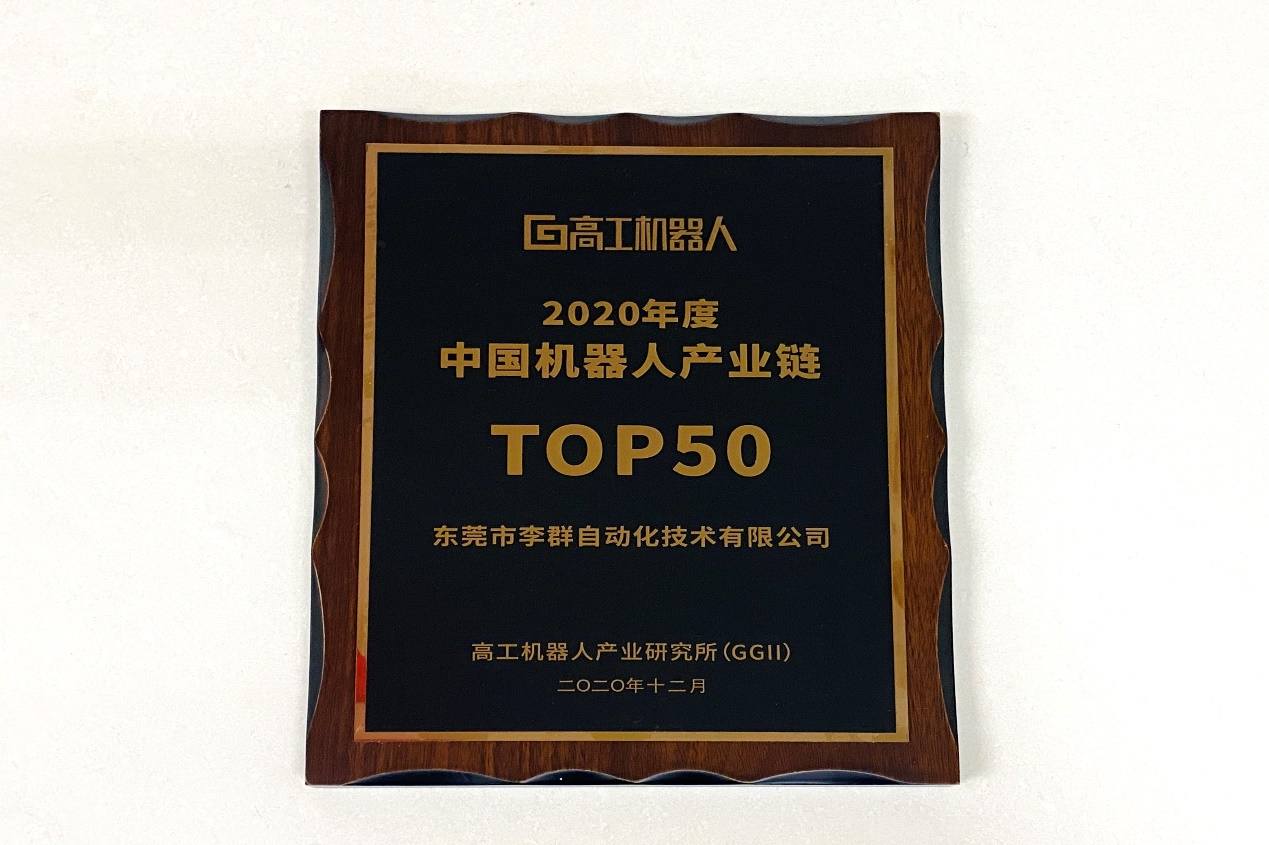 高工机器人
2020年度
中国机器人产业链
TOP50
东莞市李群自动化技术有限公司
高工机器人产业研究所(GGII)
二〇二〇年十二月